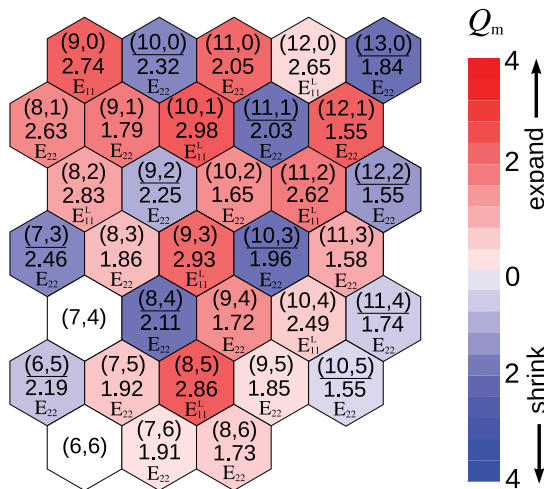 (9,0) (10,0) (11,0) (12,0) (13,0)
2.74 2.32 2.05 2.65 1.84
E11 E22 E22 E^L_11 E22
(8,1) (9,1) (10,1) (11,1) (12,1)
2.63 1.79 2.98 2.03 1.55
E22 E22 E^L_11 E22 E22
(8,2) (9,2) (10,2) (11,2) (12,2)
2.83 2.25 1.65 2.62 1.55
E22 E22 E22 E^L_11 E22
(7,3) (8,3) (9,3) (10,3) (11,3)
2.46 1.86 2.93 1.96 1.58
E22 E22 E^L_11 E22 E22
(7,4) (8,4) (9,4) (10,4) (11,4)
2.11 1.72 2.49 1.74
E22 E22 E^L_11 E22
(6,5) (7,5) (8,5) (9,5) (10,5)
2.19 1.92 2.86 1.85 1.55
E22 E22 E^L_11 E22 E22
(6,6) (7,6) (8,6)
1.91 1.73
E22 E22
Qm
4
2
0
2
4
expand
shrink